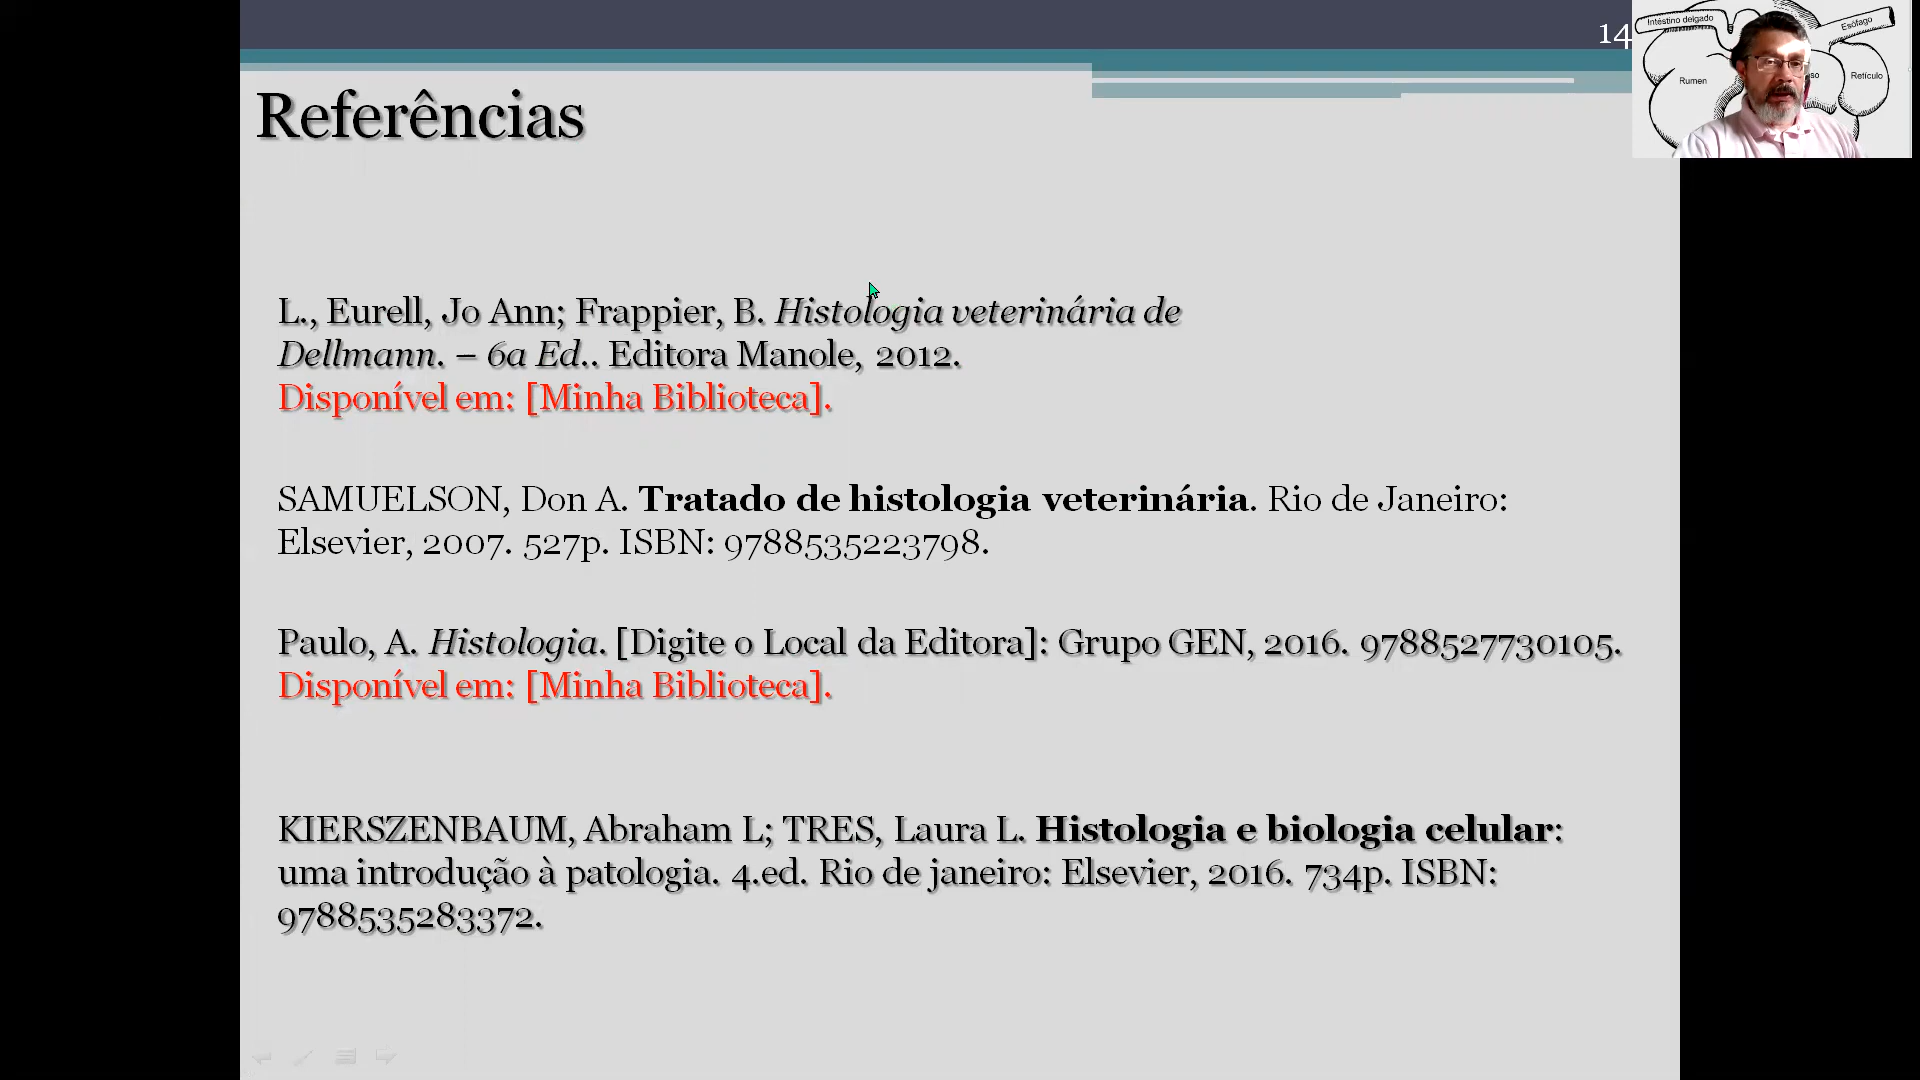 14
Intestino delgado
Esôfago
Rumen
Retículo
Referências
L., Eurell, Jo Ann; Frappier, B. Histologia veterinária de
Dellmann. – 6a Ed.. Editora Manole, 2012.
Disponível em: [Minha Biblioteca].
SAMUELSON, Don A. Tratado de histologia veterinária. Rio de Janeiro:
Elsevier, 2007. 527p. ISBN: 9788535223798.
Paulo, A. Histologia. [Digite o Local da Editora]: Grupo GEN, 2016. 9788527730105.
Disponível em: [Minha Biblioteca].
KIERSZENBAUM, Abraham L; TRES, Laura L. Histologia e biologia celular:
uma introdução à patologia. 4.ed. Rio de janeiro: Elsevier, 2016. 734p. ISBN:
9788535283372.